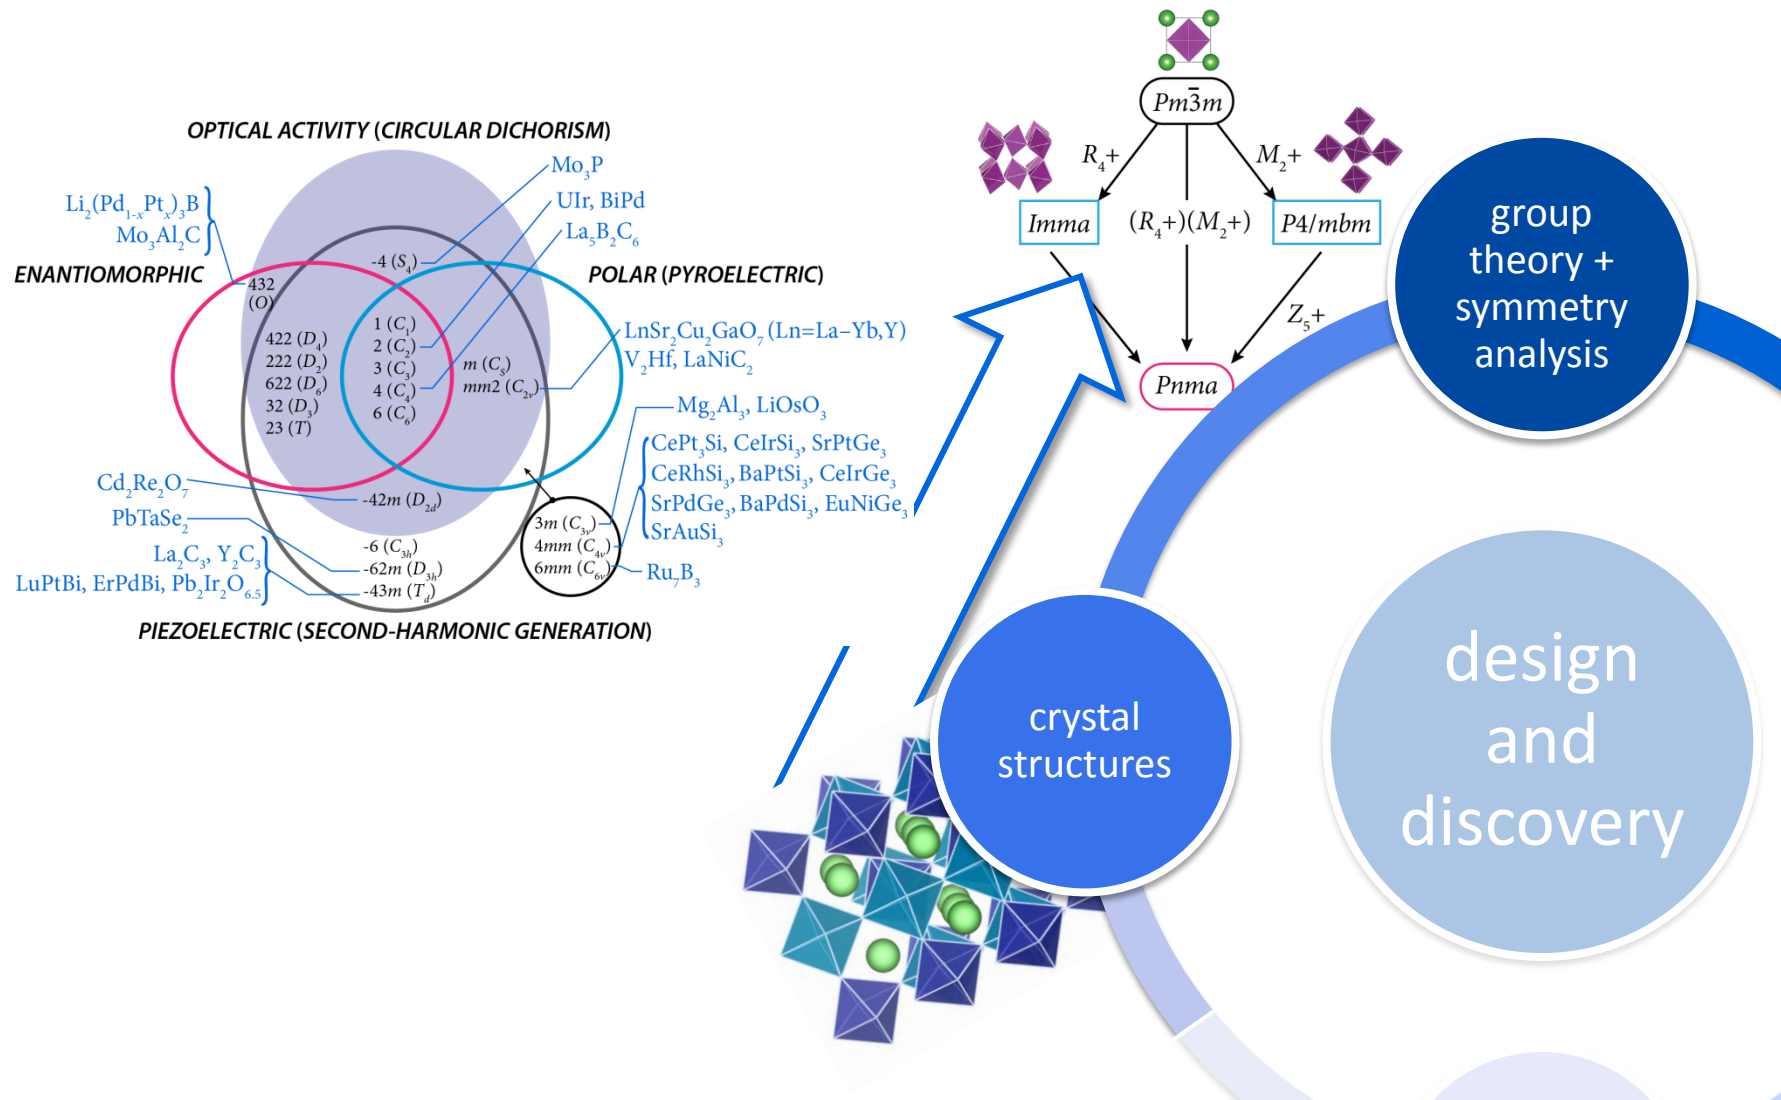 OPTICAL ACTIVITY (CIRCULAR DICHORISM)
Mo₃P
UIr, BiPd
La₅B₂C₆
Li₂(Pd₁₋ₓPtₓ)₃B
Mo₃Al₂C
ENANTIOMORPHIC
POLAR (PYROELECTRIC)
-4 (S₄)
432
(O)
422 (D₄)
222 (D₂)
622 (D₆)
32 (D₃)
23 (T)
1 (C₁)
2 (C₂)
3 (C₃)
4 (C₄)
6 (C₆)
m (Cₛ)
mm2 (C₂ᵥ)
LnSr₂Cu₂GaO₇ (Ln=La–Yb,Y)
V₂Hf, LaNiC₂
Mg₂Al₃, LiOsO₃
CePt₃Si, CeIrSi₃, SrPtGe₃
CeRhSi₃, BaPtSi₃, CeIrGe₃
SrPdGe₃, BaPdSi₃, EuNiGe₃
SrAuSi₃
Ru₇B₃
3m (C₃ᵥ)
4mm (C₄ᵥ)
6mm (C₆ᵥ)
Cd₂Re₂O₇
PbTaSe₂
La₂C₃, Y₂C₃
LuPtBi, ErPdBi, Pb₂Ir₂O₆.₅
-42m (D₂d)
-6 (C₃h)
-62m (D₃h)
-43m (T_d)
PIEZOELECTRIC (SECOND-HARMONIC GENERATION)
Pm3̄m
R₄+
M₂+
Imma
(R₄+)(M₂+)
P4/mbm
Z₅+
Pnma
group
theory +
symmetry
analysis
crystal
structures
design
and
discovery